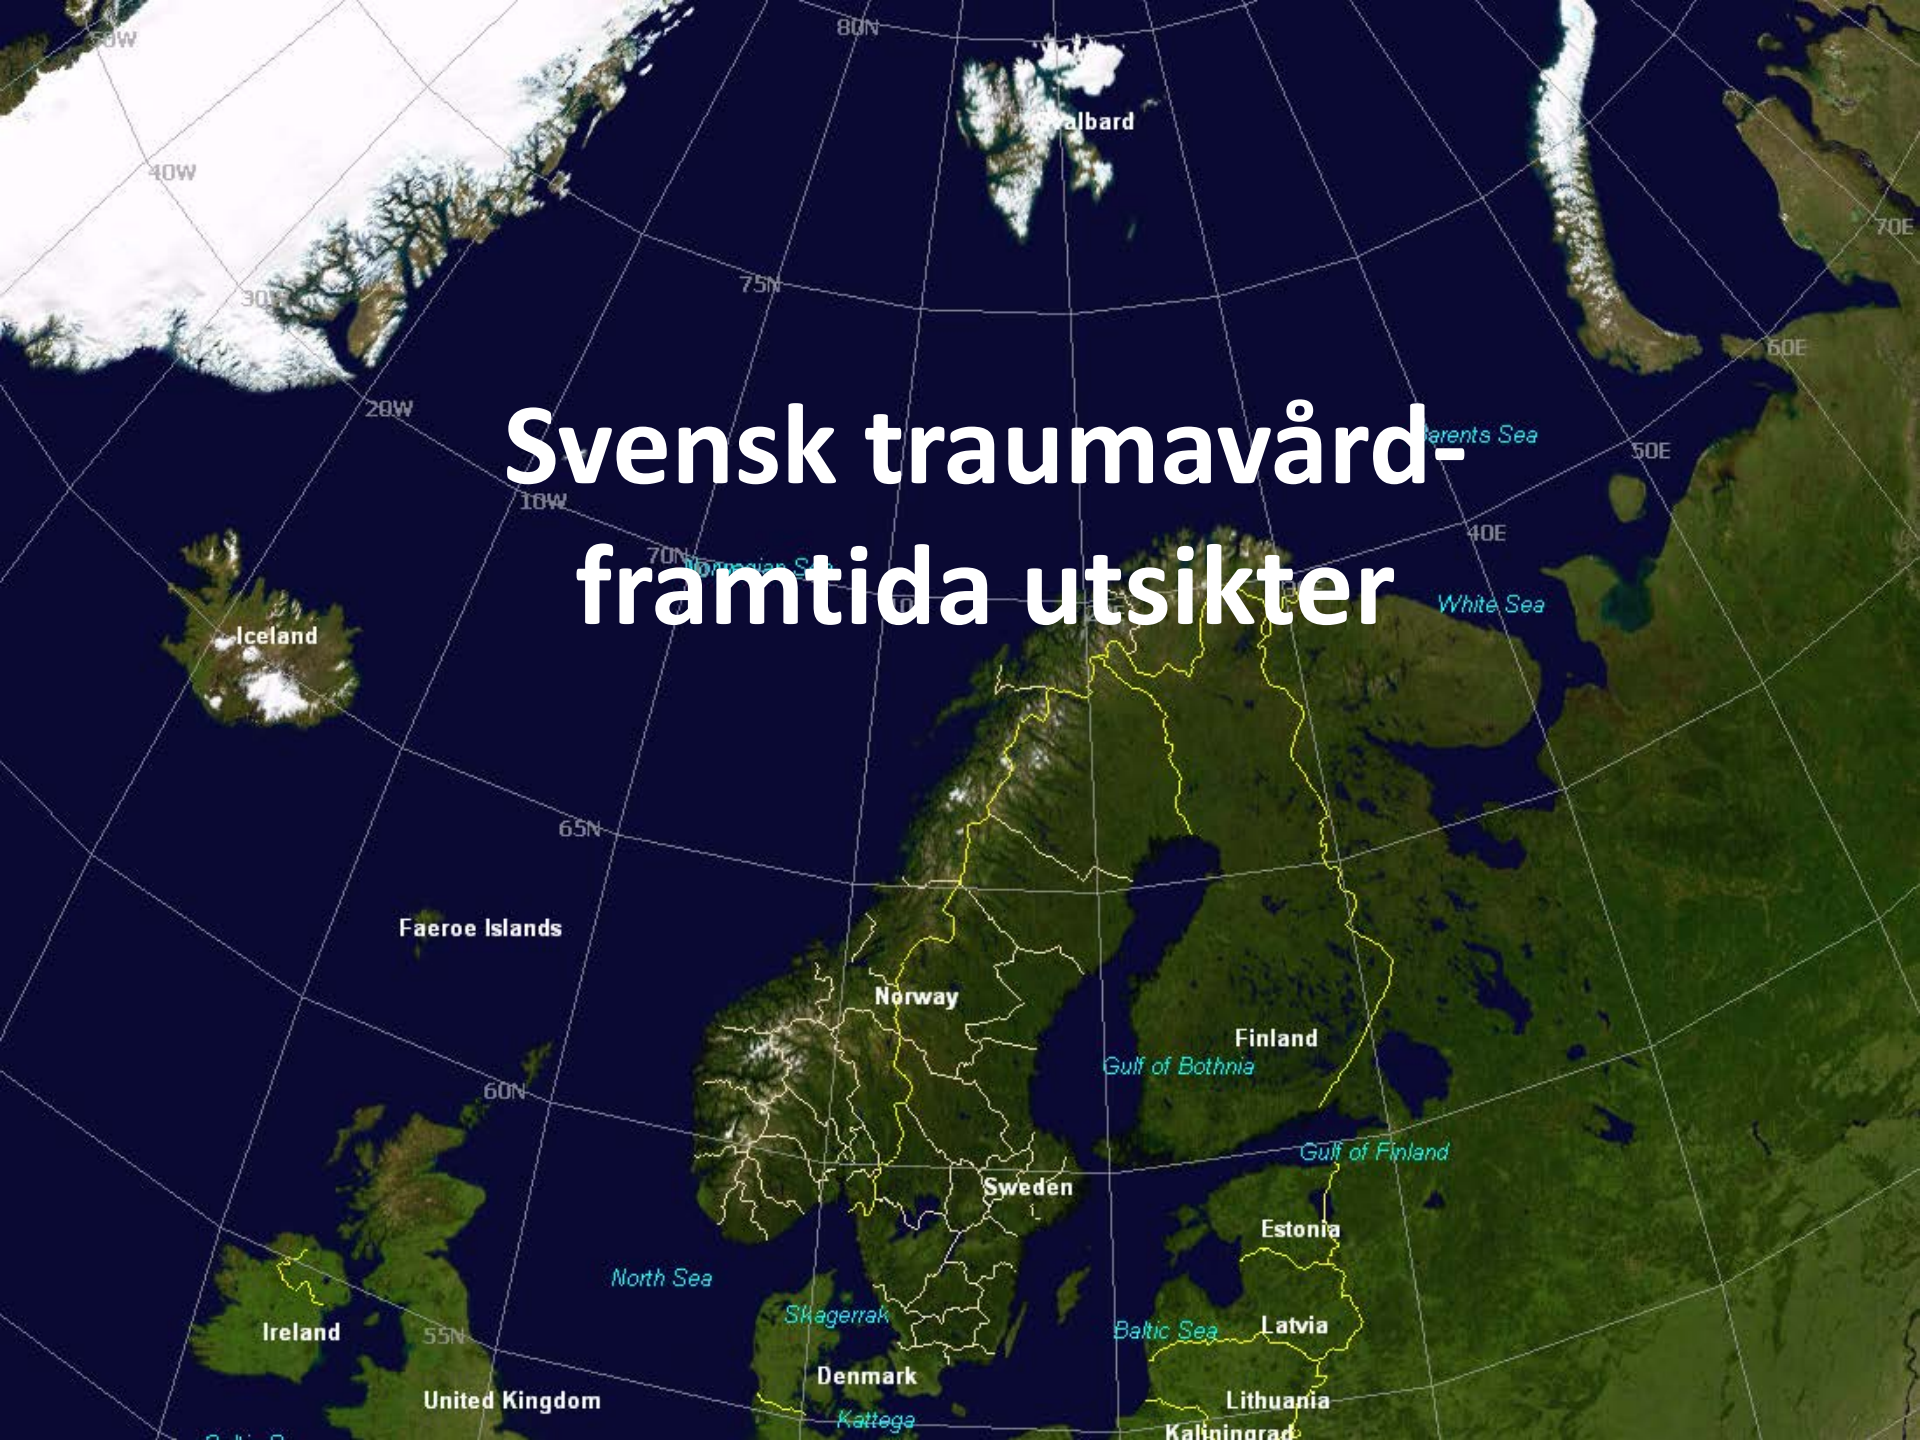 80N
50W
Svalbard
40W
70E
75N
30W
60E
20W
Svensk traumavård-
Barents Sea
50E
10W
40E
70N
Norwegian Sea
framtida utsikter
White Sea
Iceland
65N
Faeroe Islands
Norway
Finland
Gulf of Bothnia
60N
Gulf of Finland
Sweden
Estonia
North Sea
Skagerrak
Latvia
Baltic Sea
Ireland
55N
Denmark
United Kingdom
Lithuania
Kattega
Kaliningrad